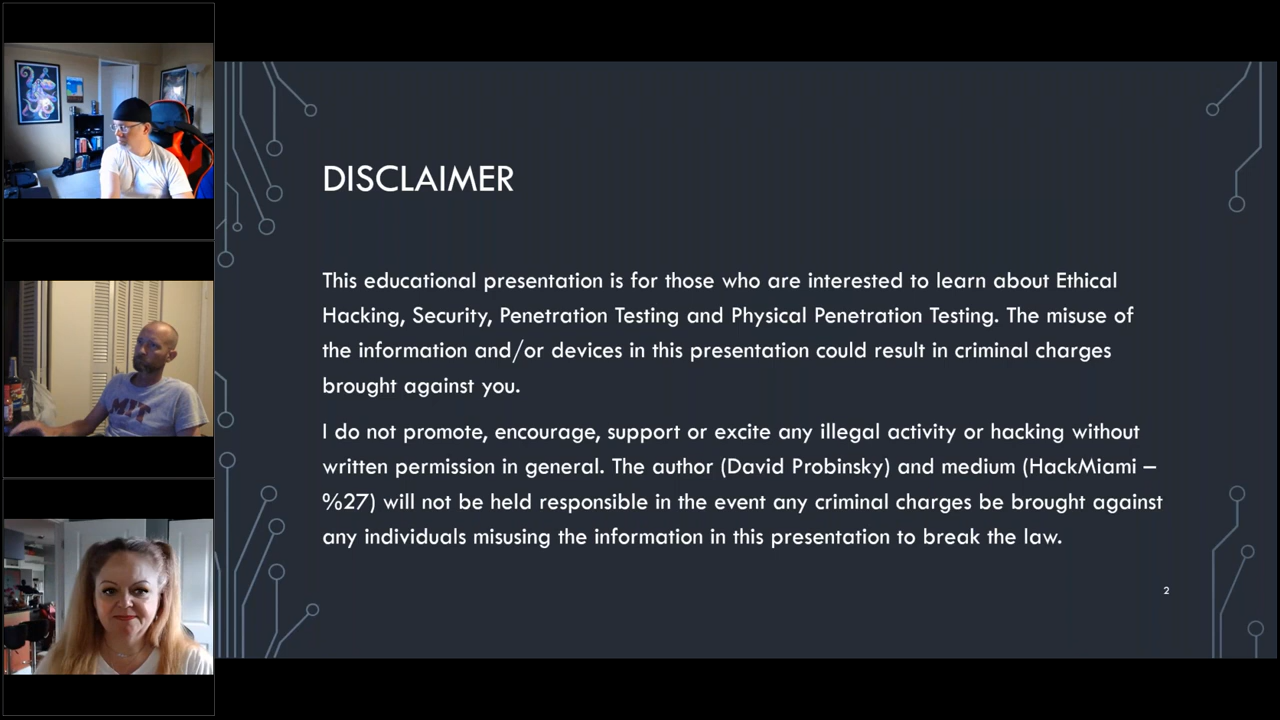 DISCLAIMER
This educational presentation is for those who are interested to learn about Ethical
Hacking, Security, Penetration Testing and Physical Penetration Testing. The misuse of
the information and/or devices in this presentation could result in criminal charges
brought against you.
I do not promote, encourage, support or excite any illegal activity or hacking without
written permission in general. The author (David Probinsky) and medium (HackMiami –
%27) will not be held responsible in the event any criminal charges be brought against
any individuals misusing the information in this presentation to break the law.
2
MIT